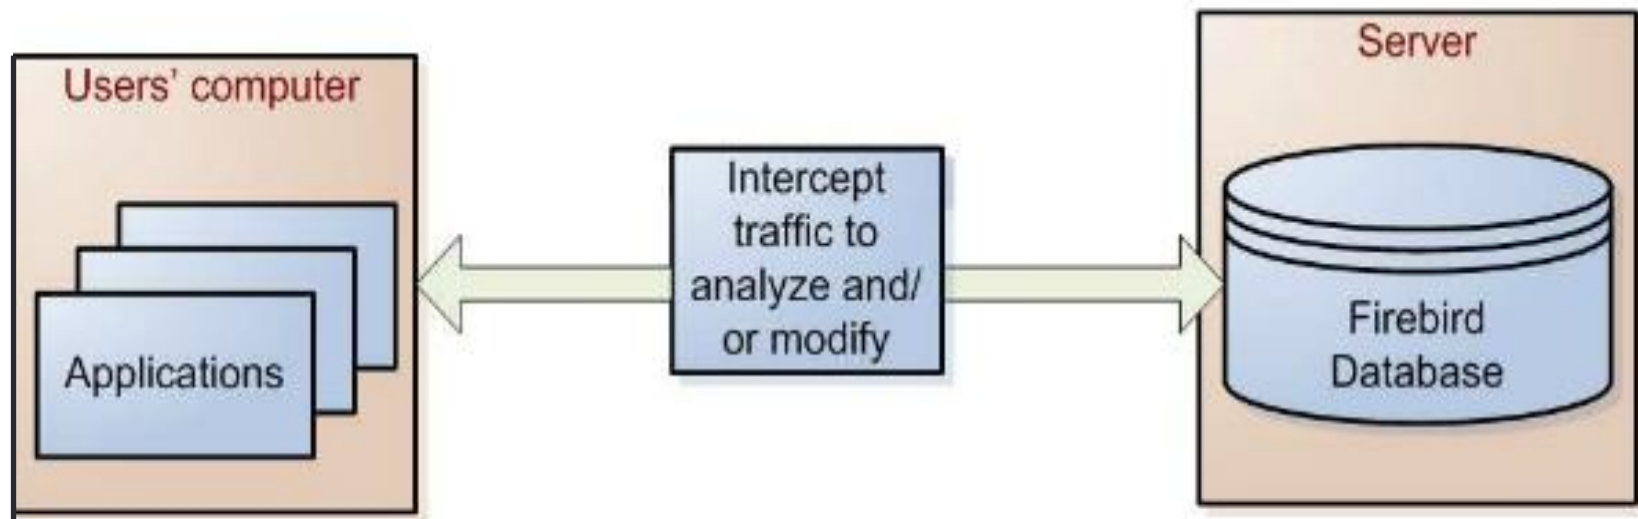 Users' computer
Applications
Intercept
traffic to
analyze and/
or modify
Server
Firebird
Database